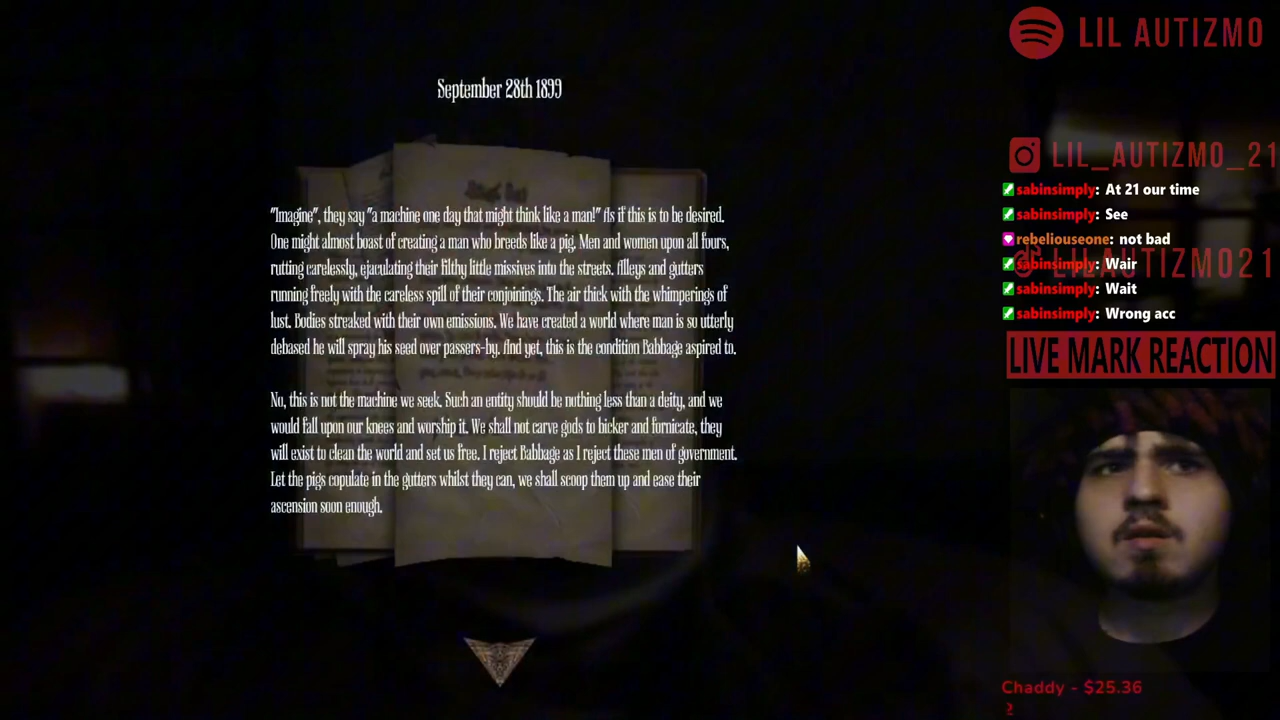 September 28th 1899
"Imagine", they say "a machine one day that might think like a man!" As if this is to be desired.
One might almost boast of creating a man who breeds like a pig. Men and women upon all fours,
rutting carelessly, ejaculating their filthy little missives into the streets. Alleys and gutters
running freely with the careless spill of their conjoinings. The air thick with the whimperings of
lust. Bodies streaked with their own emissions. We have created a world where man is so utterly
debased he will spray his seed over passers-by. And yet, this is the condition Babbage aspired to.
No, this is not the machine we seek. Such an entity should be nothing less than a deity, and we
would fall upon our knees and worship it. We shall not carve gods to bicker and fornicate, they
will exist to clean the world and set us free. I reject Babbage as I reject these men of government.
Let the pigs copulate in the gutters whilst they can, we shall scoop them up and ease their
ascension soon enough.
LIL AUTIZMO
LIL_AUTIZMO_21
sabinsimply: At 21 our time
sabinsimply: See
rebeliouseone: not bad
LILAUTIZMO21
sabinsimply: Wair
sabinsimply: Wait
sabinsimply: Wrong acc
LIVE MARK REACTION
Chaddy - $25.36